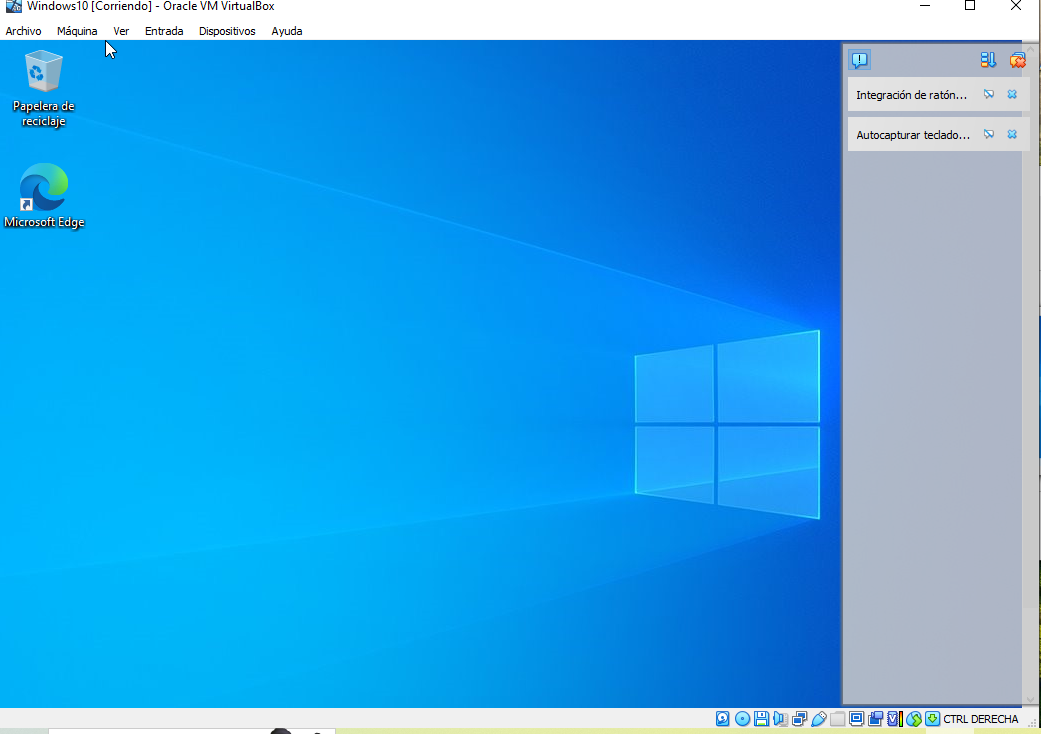 Windows10 [Corriendo] - Oracle VM VirtualBox
Archivo Máquina Ver Entrada Dispositivos Ayuda
Papelera de
reciclaje
Microsoft Edge
Integración de ratón...
Autocapturar teclado...
CTRL DERECHA